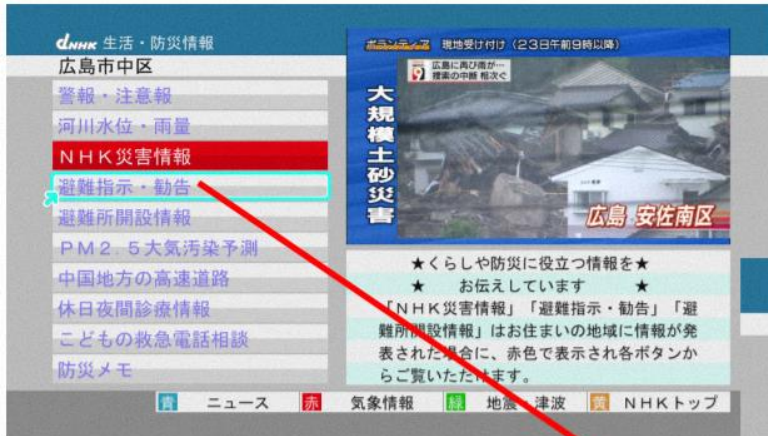 dNHK 生活・防災情報
広島市中区
警報・注意報
河川水位・雨量
NHK災害情報
避難指示・勧告
避難所開設情報
PM2.5大気汚染予測
中国地方の高速道路
休日夜間診療情報
こどもの救急電話相談
防災メモ
ボランティア 現地受け付け(23日午前9時以降)
広島に再び雨が…
捜索の中断 相次ぐ
大規模土砂災害
広島 安佐南区
★くらしや防災に役立つ情報を★
★ お伝えしています ★
「NHK災害情報」「避難指示・勧告」「避
難所開設情報」はお住まいの地域に情報が発
表された場合に、赤色で表示され各ボタンか
らご覧いただけます。
青 ニュース 赤 気象情報 緑 地震・津波 黄 NHKトップ